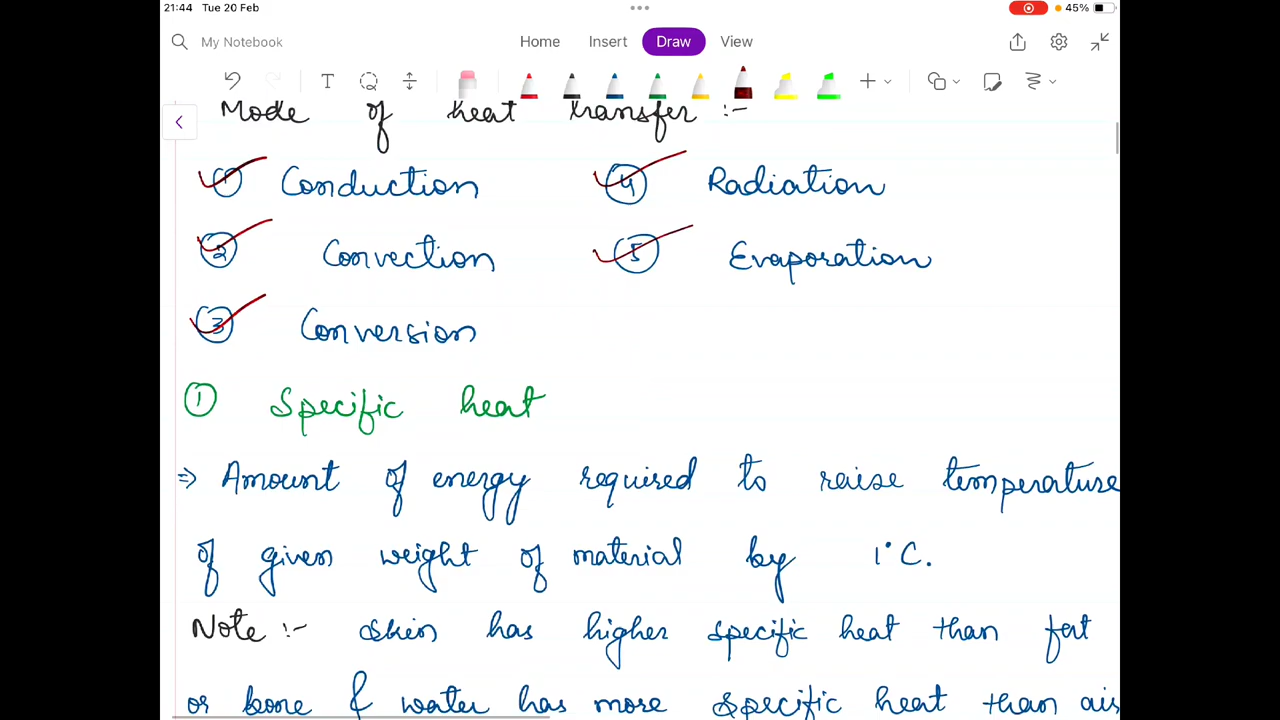 21:44 Tue 20 Feb
45%
My Notebook
Home Insert Draw View
Mode of heat transfer :-
① Conduction ④ Radiation
② Convection ⑤ Evaporation
③ Conversion
① Specific heat
⇒ Amount of energy required to raise temperature
of given weight of material by 1°C.
Note :- Skin has higher specific heat than fat
or bone & water has more specific heat than air